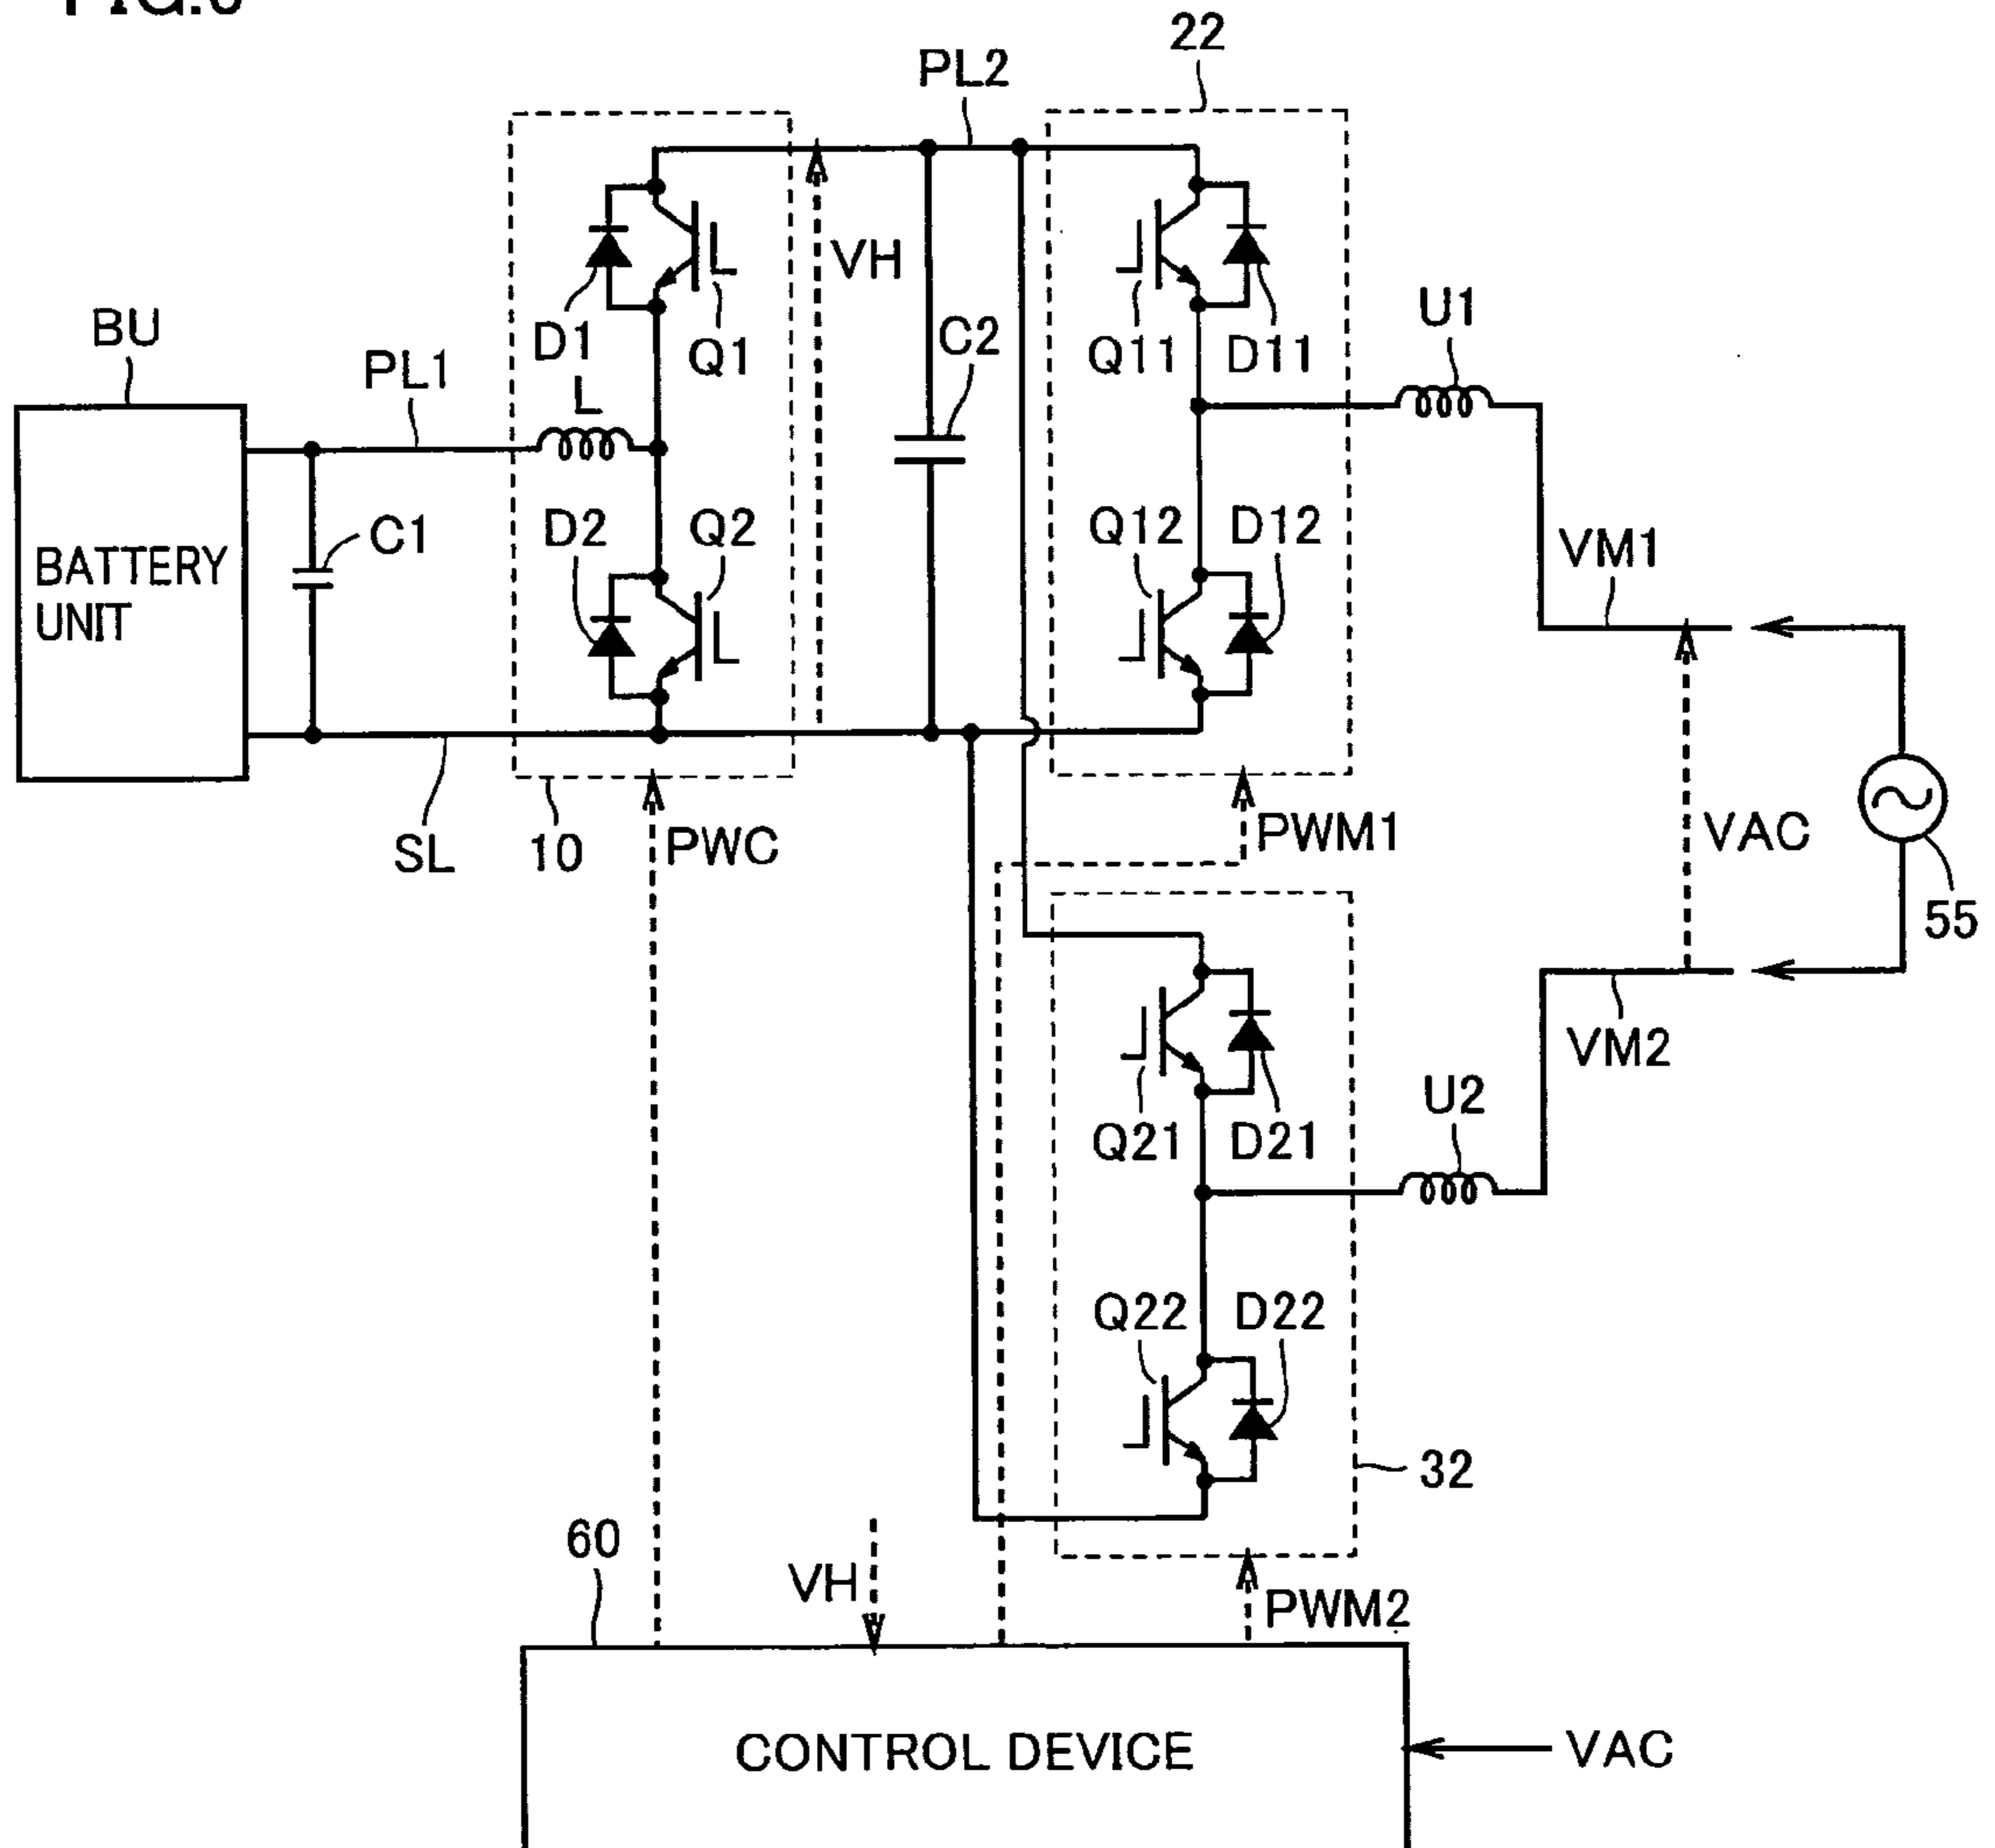 22
PL2
VH
BU
PL1
D1
L
Q1
C2
Q11
D11
U1
BATTERY
UNIT
C1
D2
Q2
Q12
D12
VM1
SL
10
PWC
PWM1
VAC
55
VM2
Q21
D21
U2
Q22
D22
32
60
VH
PWM2
CONTROL DEVICE
VAC